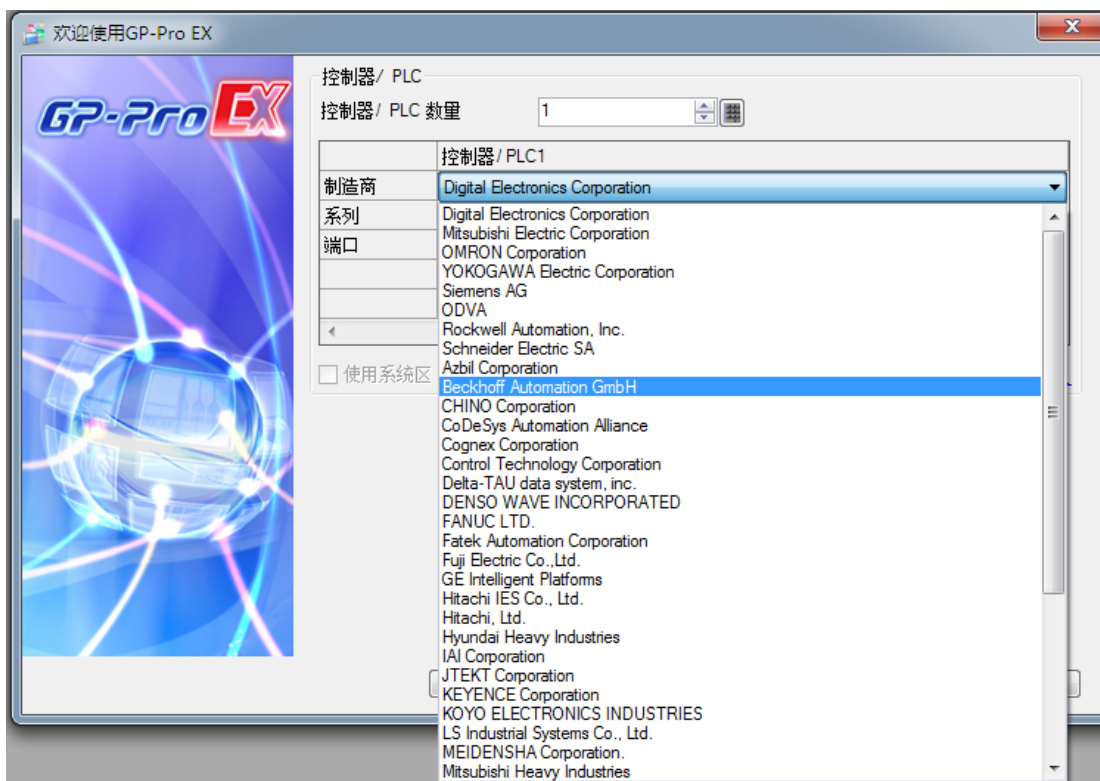 欢迎使用GP-Pro EX
GP-Pro EX
控制器/ PLC
控制器/ PLC 数量
1
控制器/PLC1
制造商
Digital Electronics Corporation
系列
端口
Digital Electronics Corporation
Mitsubishi Electric Corporation
OMRON Corporation
YOKOGAWA Electric Corporation
Siemens AG
ODVA
Rockwell Automation, Inc.
Schneider Electric SA
Azbil Corporation
使用系统区
Beckhoff Automation GmbH
CHINO Corporation
CoDeSys Automation Alliance
Cognex Corporation
Control Technology Corporation
Delta-TAU data system, inc.
DENSO WAVE INCORPORATED
FANUC LTD.
Fatek Automation Corporation
Fuji Electric Co.,Ltd.
GE Intelligent Platforms
Hitachi IES Co., Ltd.
Hitachi, Ltd.
Hyundai Heavy Industries
IAI Corporation
JTEKT Corporation
KEYENCE Corporation
KOYO ELECTRONICS INDUSTRIES
LS Industrial Systems Co., Ltd.
MEIDENSHA Corporation.
Mitsubishi Heavy Industries